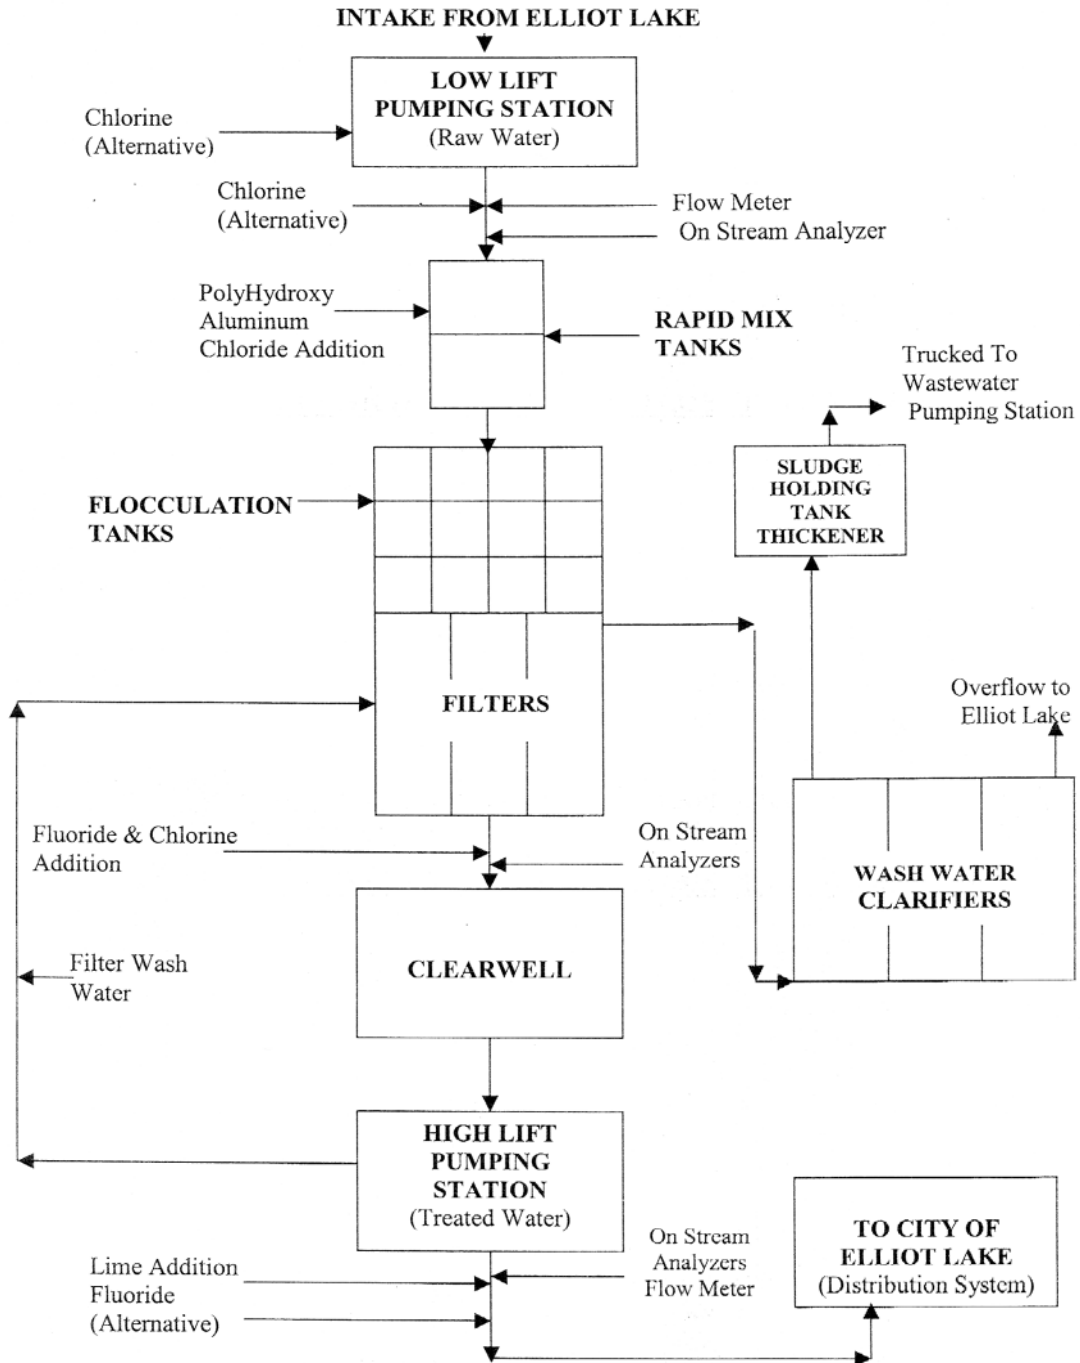 INTAKE FROM ELLIOT LAKE
LOW LIFT
PUMPING STATION
(Raw Water)
Chlorine
(Alternative)
Chlorine
(Alternative)
Flow Meter
On Stream Analyzer
PolyHydroxy
Aluminum
Chloride Addition
RAPID MIX
TANKS
Trucked To
Wastewater
Pumping Station
SLUDGE
HOLDING
TANK
THICKENER
FLOCCULATION
TANKS
FILTERS
Overflow to
Elliot Lake
Fluoride & Chlorine
Addition
On Stream
Analyzers
WASH WATER
CLARIFIERS
CLEARWELL
Filter Wash
Water
HIGH LIFT
PUMPING
STATION
(Treated Water)
Lime Addition
Fluoride
(Alternative)
On Stream
Analyzers
Flow Meter
TO CITY OF
ELLIOT LAKE
(Distribution System)